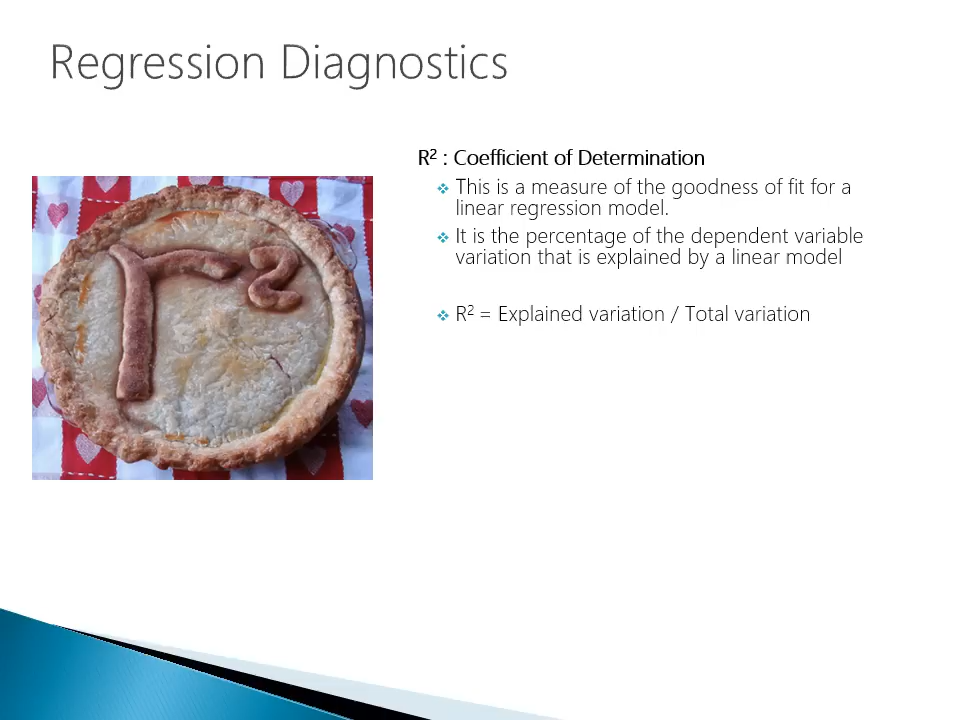 Regression Diagnostics
R² : Coefficient of Determination
❖ This is a measure of the goodness of fit for a
linear regression model.
❖ It is the percentage of the dependent variable
variation that is explained by a linear model
❖ R² = Explained variation / Total variation
r²